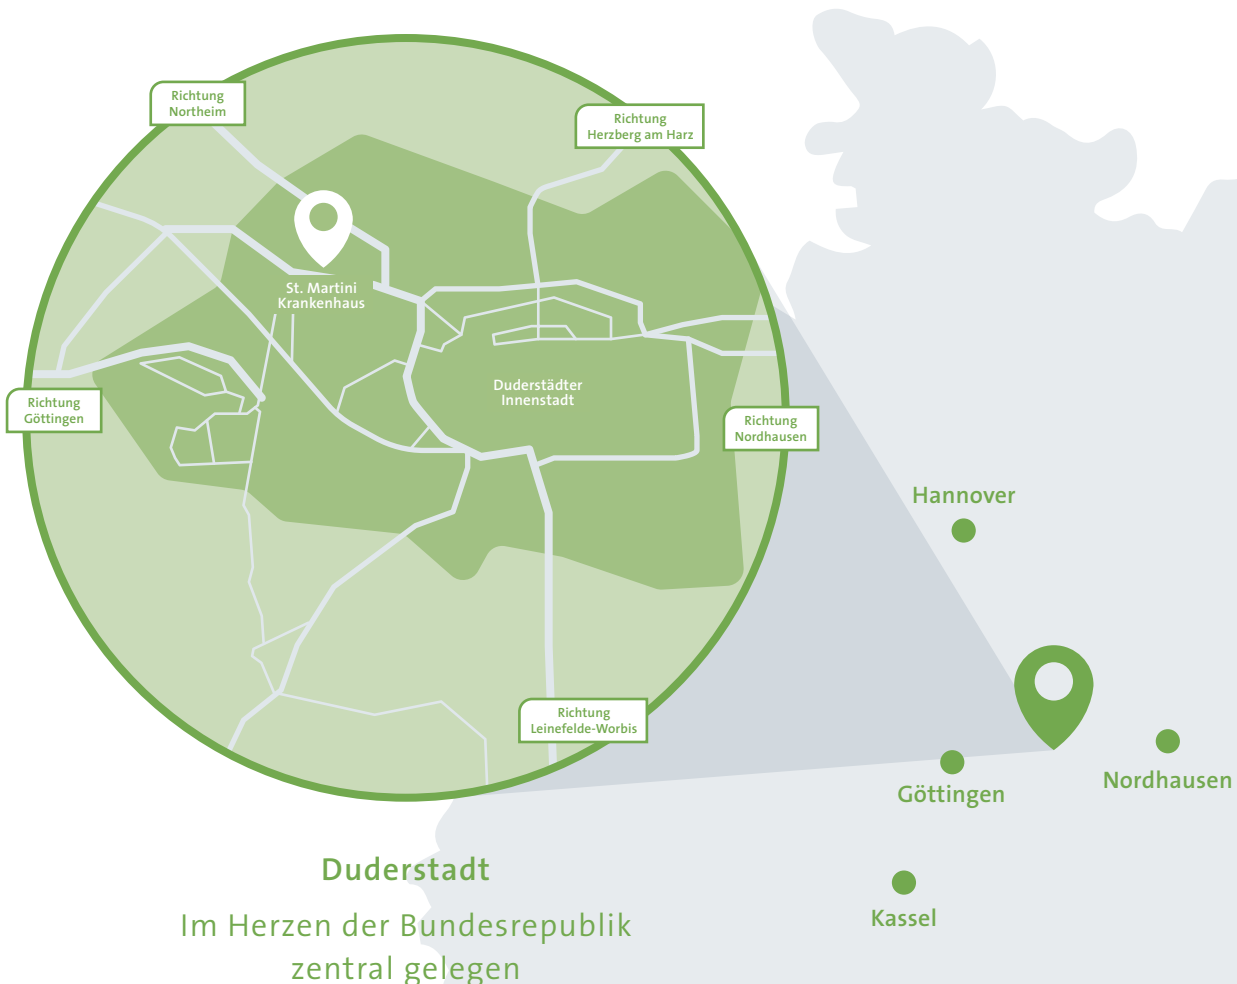 Richtung
Northeim
Richtung
Herzberg am Harz
St. Martini
Krankenhaus
Duderstädter
Innenstadt
Richtung
Göttingen
Richtung
Nordhausen
Richtung
Leinefelde-Worbis
Hannover
Göttingen
Nordhausen
Kassel
Duderstadt
Im Herzen der Bundesrepublik
zentral gelegen